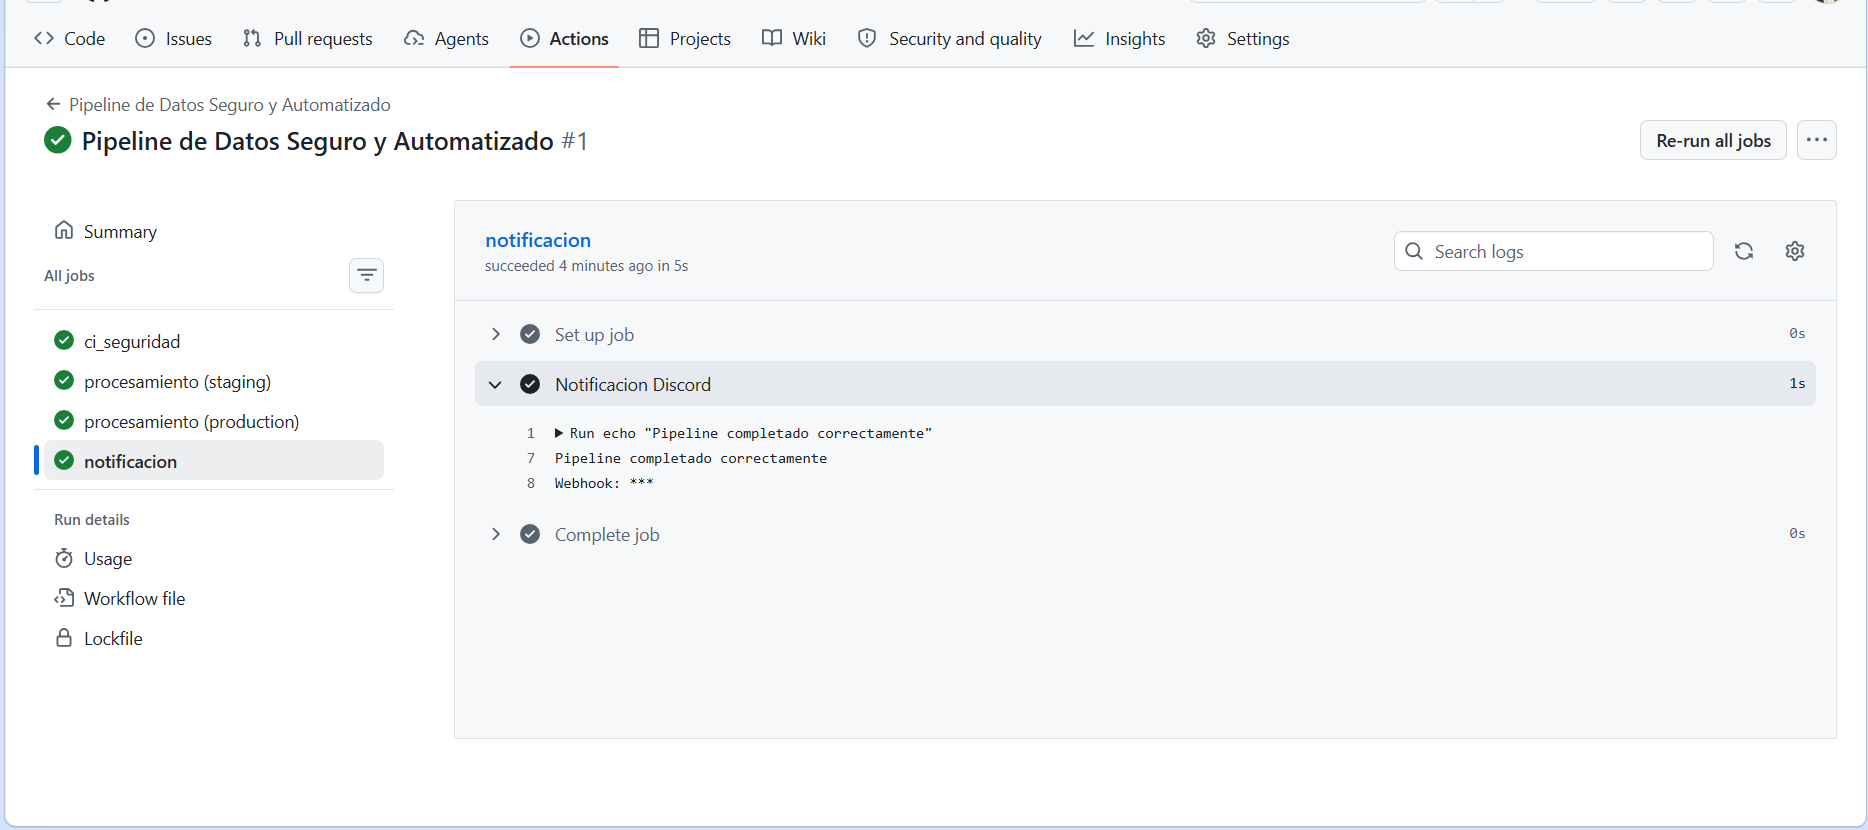 Code Issues Pull requests Agents Actions Projects Wiki Security and quality Insights Settings
Pipeline de Datos Seguro y Automatizado
Pipeline de Datos Seguro y Automatizado #1
Re-run all jobs
Summary
All jobs
ci_seguridad
procesamiento (staging)
procesamiento (production)
notificacion
Run details
Usage
Workflow file
Lockfile
notificacion
succeeded 4 minutes ago in 5s
Search logs
Set up job 0s
Notificacion Discord 1s
1 Run echo "Pipeline completado correctamente"
7 Pipeline completado correctamente
8 Webhook: ***
Complete job 0s